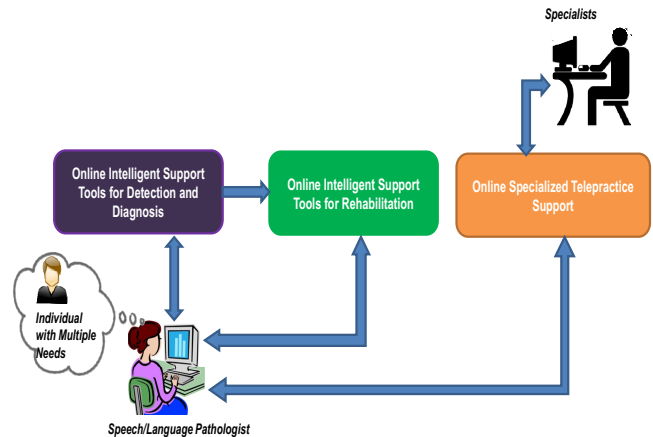 Specialists
Online Intelligent Support
Tools for Detection and
Diagnosis
Online Intelligent Support
Tools for Rehabilitation
Online Specialized Telepractice
Support
Individual
with Multiple
Needs
Speech/Language Pathologist